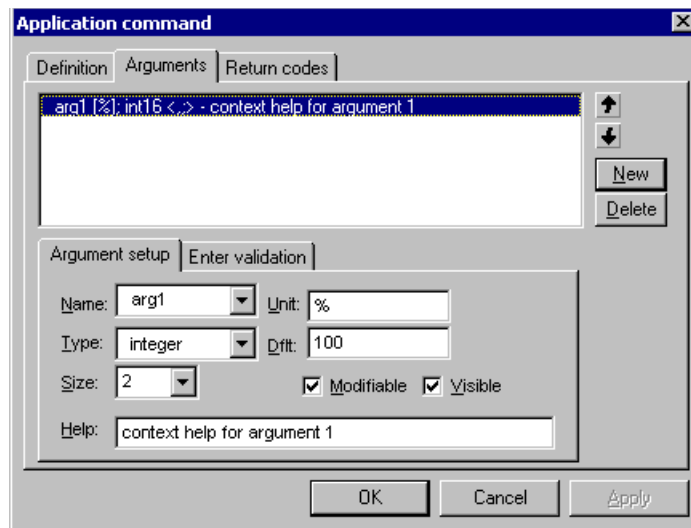 Application command
Definition Arguments Return codes
arg1 [%]; int16 <,.> - context help for argument 1
New
Delete
Argument setup Enter validation
Name: arg1 Unit: %
Type: integer Dflt: 100
Size: 2 Modifiable Visible
Help: context help for argument 1
OK Cancel Apply